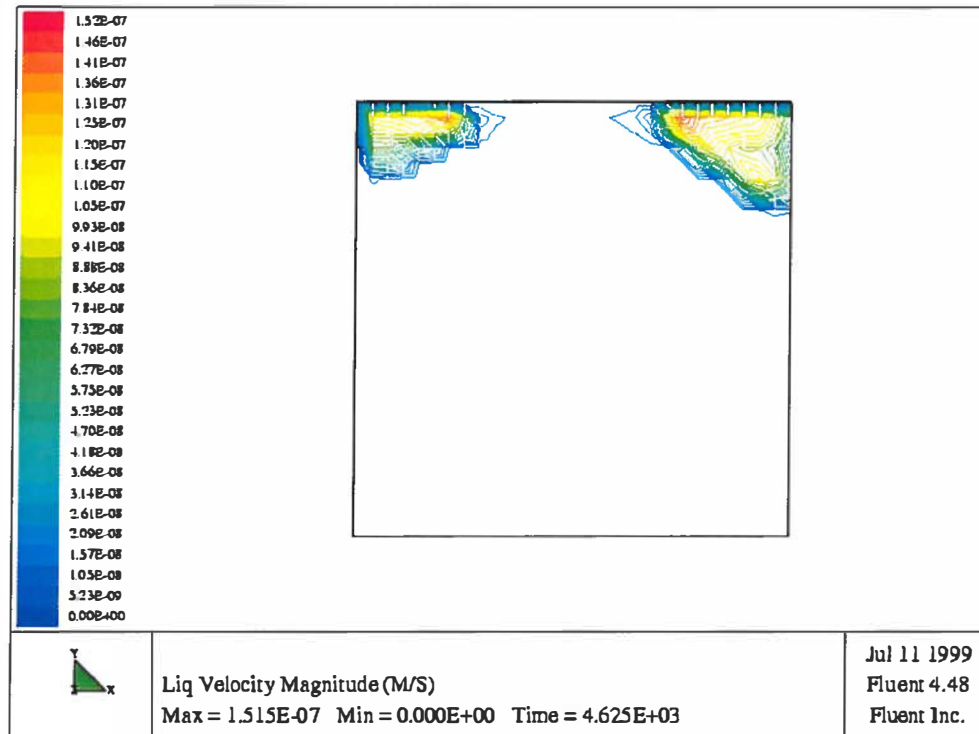 1.52E-07
1.46E-07
1.41E-07
1.36E-07
1.31E-07
1.25E-07
1.20E-07
1.15E-07
1.10E-07
1.05E-07
9.93E-08
9.41E-08
8.88E-08
8.36E-08
7.84E-08
7.32E-08
6.79E-08
6.27E-08
5.75E-08
5.23E-08
4.70E-08
4.18E-08
3.66E-08
3.14E-08
2.61E-08
2.09E-08
1.57E-08
1.05E-08
5.23E-09
0.00E+00
Y
Z X
Liq Velocity Magnitude (M/S)
Max = 1.515E-07 Min = 0.000E+00 Time = 4.625E+03
Jul 11 1999
Fluent 4.48
Fluent Inc.